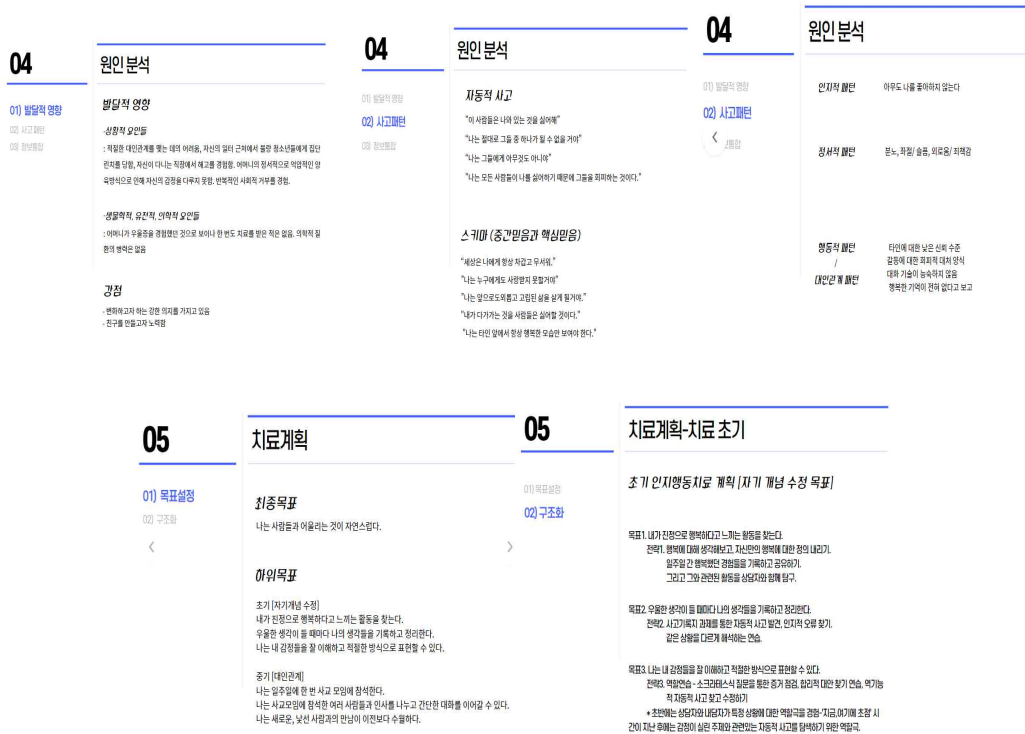 04
원인 분석
01) 발달적 영향
02) 사고패턴
03) 정보통합
발달적 영향
-상황적 요인들
: 적절한 대인관계를 맺는 데의 어려움, 자신의 일터 근처에서 불량 청소년들에게 집단
린치를 당함, 자신이 다니는 직장에서 해고를 경험함. 어머니의 정서적으로 억압적인 양
육방식으로 인해 자신의 감정을 다루지 못함. 반복적인 사회적 거부를 경험.
-생물학적, 유전적, 의학적 요인들
: 어머니가 우울증을 경험했던 것으로 보이나 한 번도 치료를 받은 적은 없음. 의학적 질
환의 병력은 없음
강점
- 변화하고자 하는 강한 의지를 가지고 있음
- 친구를 만들고자 노력함
04
원인 분석
01) 발달적 영향
02) 사고패턴
03) 정보통합
자동적 사고
"이 사람들은 나와 있는 것을 싫어해"
"나는 절대로 그들 중 하나가 될 수 없을 거야"
"나는 그들에게 아무것도 아니야"
"나는 모든 사람들이 나를 싫어하기 때문에 그들을 회피하는 것이다."
스키마 (중간믿음과 핵심믿음)
"세상은 나에게 항상 차갑고 무서워."
"나는 누구에게도 사랑받지 못할거야"
"나는 앞으로도외롭고 고립된 삶을 살게 될거야."
"내가 다가가는 것을 사람들은 싫어할 것이다."
"나는 타인 앞에서 항상 행복한 모습만 보여야 한다."
04
원인 분석
01) 발달적 영향
02) 사고패턴
보통합
인지적 패턴
아무도 나를 좋아하지 않는다
정서적 패턴
분노, 좌절/ 슬픔, 외로움/ 죄책감
행동적 패턴
/
대인관계 패턴
타인에 대한 낮은 신뢰 수준
갈등에 대한 회피적 대처 양식
대화 기술이 능숙하지 않음
행복한 기억이 전혀 없다고 보고
05
치료계획
01) 목표설정
02) 구조화
최종목표
나는 사람들과 어울리는 것이 자연스럽다.
하위목표
초기 [자기개념 수정]
내가 진정으로 행복하다고 느끼는 활동을 찾는다.
우울한 생각이 들 때마다 나의 생각들을 기록하고 정리한다.
나는 내 감정들을 잘 이해하고 적절한 방식으로 표현할 수 있다.
중기 [대인관계]
나는 일주일에 한 번 사교 모임에 참석한다.
나는 사교모임에 참석한 여러 사람들과 인사를 나누고 간단한 대화를 이어갈 수 있다.
나는 새로운, 낯선 사람과의 만남이 이전보다 수월하다.
05
치료계획-치료 초기
01) 목표설정
02) 구조화
초기 인지행동치료 계획 [자기 개념 수정 목표]
목표1. 내가 진정으로 행복하다고 느끼는 활동을 찾는다.
전략1. 행복에 대해 생각해보고, 자신만의 행복에 대한 정의 내리기.
일주일 간 행복했던 경험들을 기록하고 공유하기.
그리고 그와 관련된 활동을 상담자와 함께 탐구.
목표2. 우울한 생각이 들 때마다 나의 생각들을 기록하고 정리한다.
전략2. 사고기록지 과제를 통한 자동적 사고 발견, 인지적 오류 찾기.
같은 상황을 다르게 해석하는 연습.
목표3. 나는 내 감정들을 잘 이해하고 적절한 방식으로 표현할 수 있다.
전략3. 역할연습 - 소크라테스식 질문을 통한 증거 점검, 합리적 대안 찾기 연습, 역기능
적 자동적 사고 찾고 수정하기
* 초반에는 상담자와 내담자가 특정 상황에 대한 역할극을 경험-'지금,여기에 초점' 시
간이 지난 후에는 감정이 실린 주제와 관련있는 자동적 사고를 탐색하기 위한 역할극.